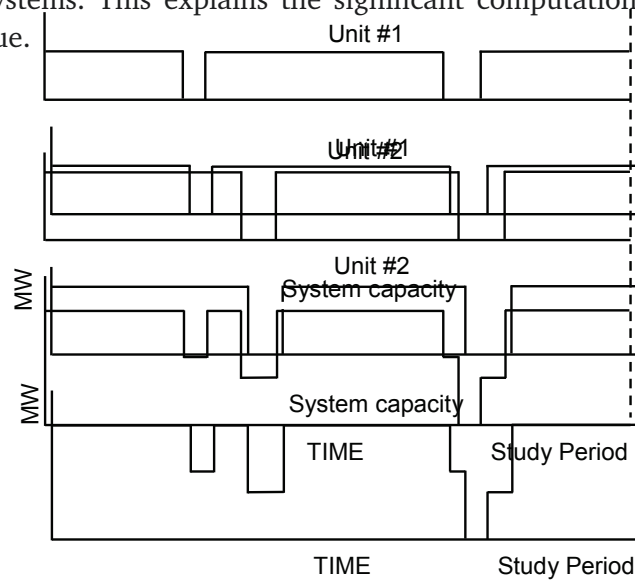 ystems. This explains the significant computation
ue.
Unit #1
Unit #1
Unit #2
Unit #2
MW
System capacity
MW
System capacity
TIME
Study Period
TIME
Study Period